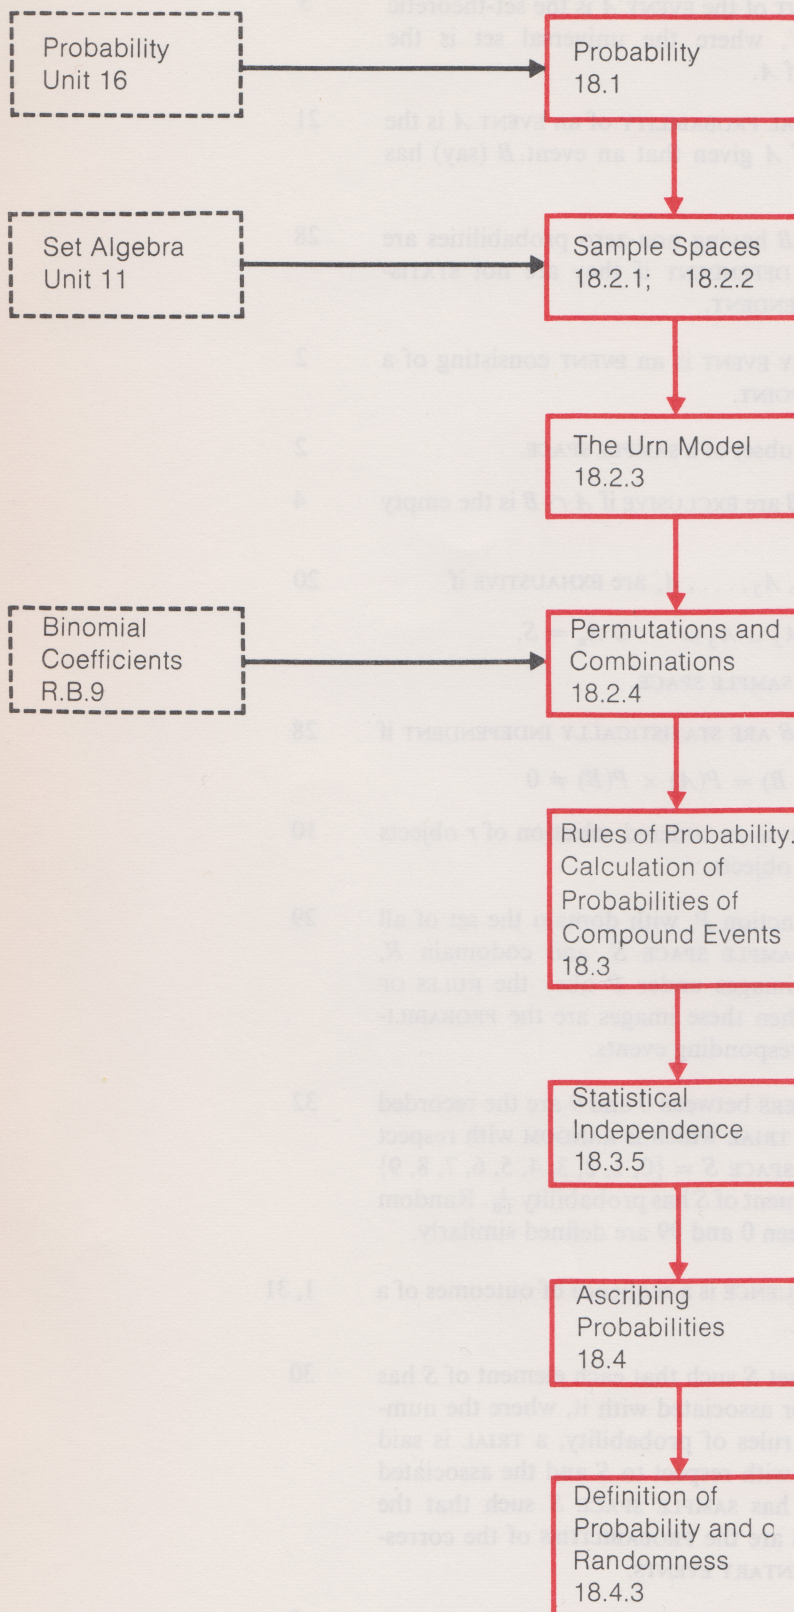 Probability
Unit 16
Probability
18.1
Set Algebra
Unit 11
Sample Spaces
18.2.1; 18.2.2
The Urn Model
18.2.3
Binomial
Coefficients
R.B.9
Permutations and
Combinations
18.2.4
Rules of Probability.
Calculation of
Probabilities of
Compound Events
18.3
Statistical
Independence
18.3.5
Ascribing
Probabilities
18.4
Definition of
Probability and
Randomness
18.4.3